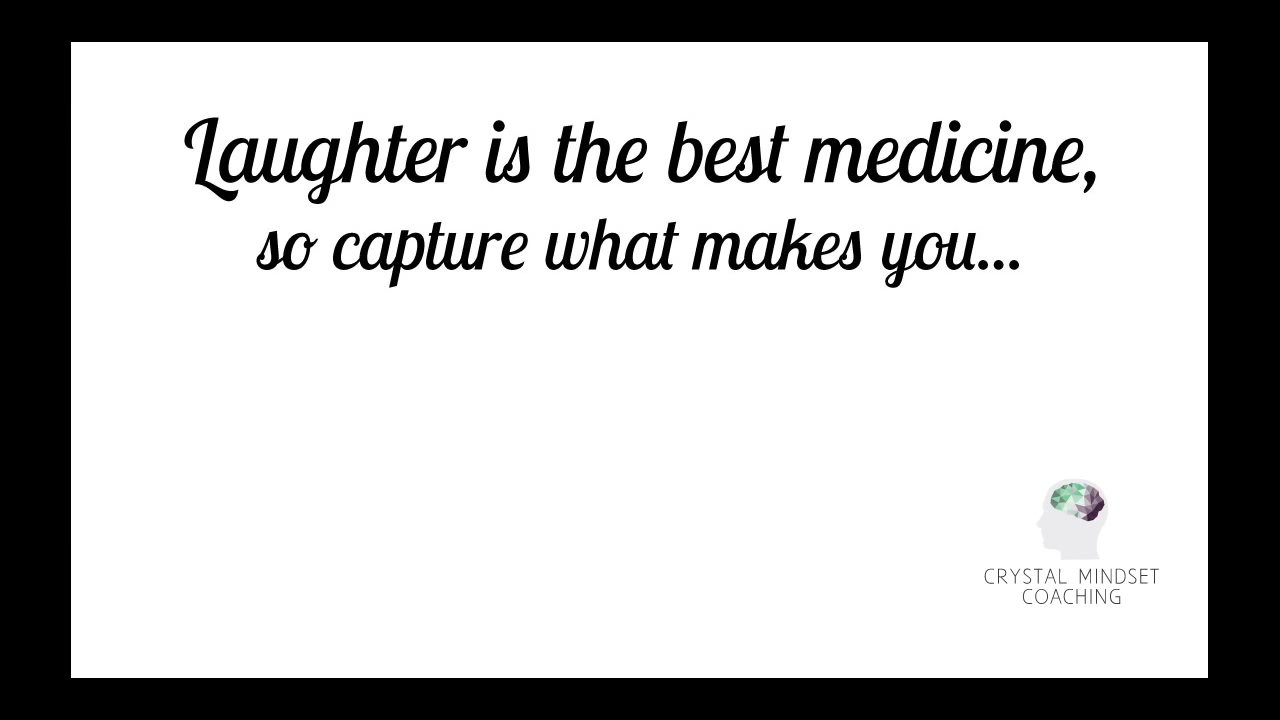 Laughter is the best medicine,
so capture what makes you...
CRYSTAL MINDSET
COACHING